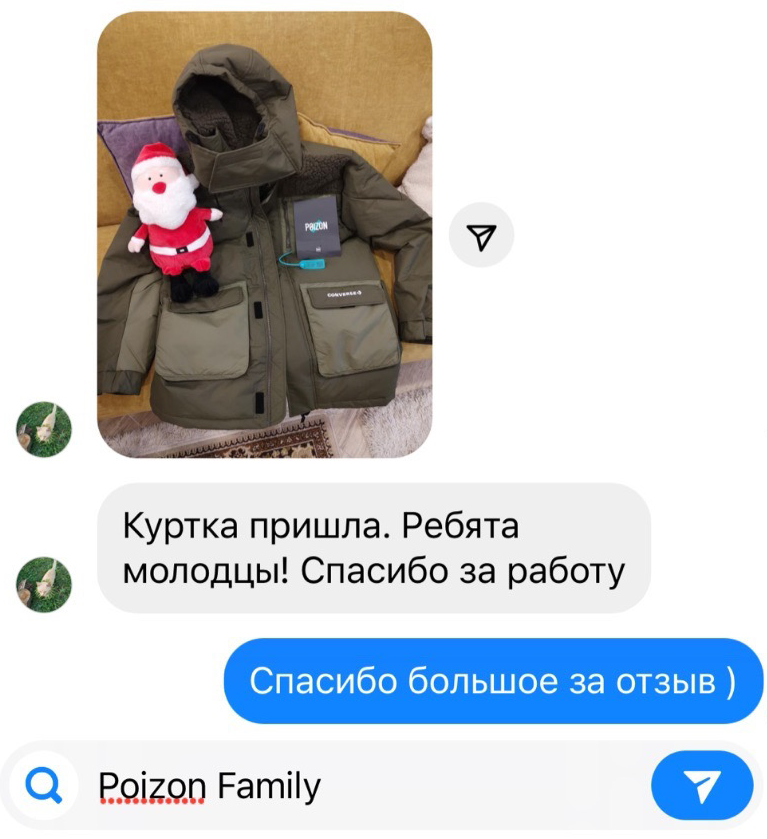 POIZON
CONVERSE
Куртка пришла. Ребята
молодцы! Спасибо за работу
Спасибо большое за отзыв )
Poizon Family